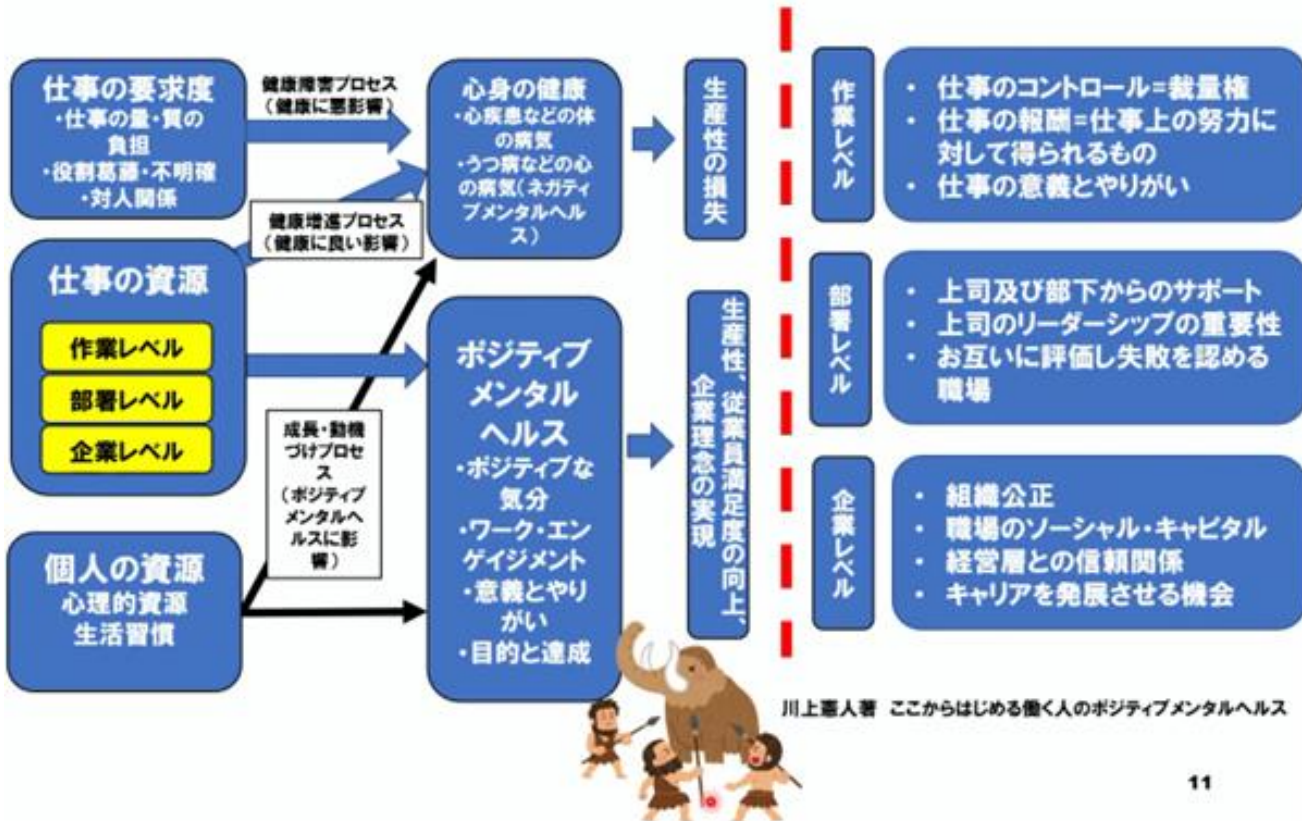 仕事の要求度
・仕事の量・質の
負担
・役割葛藤・不明確
・対人関係
健康障害プロセス
（健康に悪影響）
心身の健康
・心疾患などの体
の病気
・うつ病などの心
の病気（ネガティ
ブメンタルヘル
ス）
生産性の損失
健康増進プロセス
（健康に良い影響）
仕事の資源
作業レベル
部署レベル
企業レベル
成長・動機
づけプロセ
ス
（ポジティブ
メンタルヘ
ルスに影
響）
個人の資源
心理的資源
生活習慣
ポジティブ
メンタル
ヘルス
・ポジティブな
気分
・ワーク・エン
ゲイジメント
・意義とやり
がい
・目的と達成
生産性、従業員満足度の向上、
企業理念の実現
作業レベル
・ 仕事のコントロール=裁量権
・ 仕事の報酬=仕事上の努力に
対して得られるもの
・ 仕事の意義とやりがい
部署レベル
・ 上司及び部下からのサポート
・ 上司のリーダーシップの重要性
・ お互いに評価し失敗を認める
職場
企業レベル
・ 組織公正
・ 職場のソーシャル・キャピタル
・ 経営層との信頼関係
・ キャリアを発展させる機会
川上憲人著 ここからはじめる働く人のポジティブメンタルヘルス
11